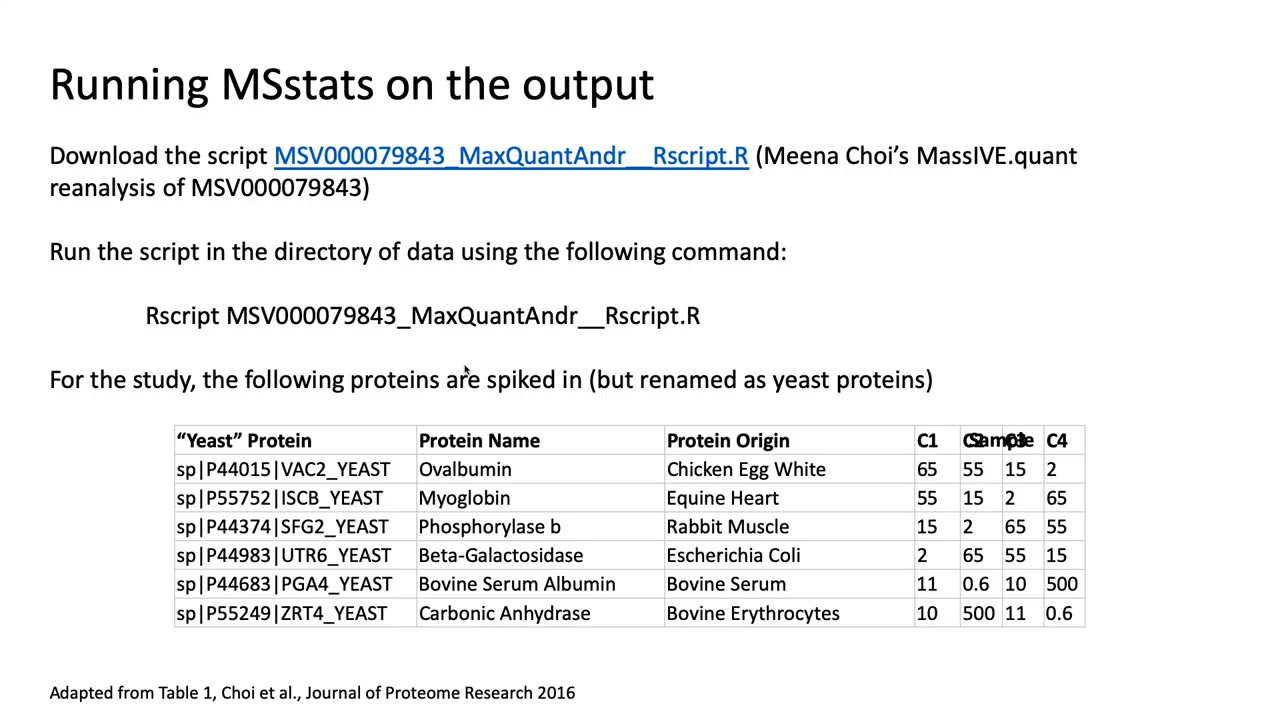 Running MSstats on the output
Download the script MSV000079843_MaxQuantAndr__Rscript.R (Meena Choi’s MassIVE.quant
reanalysis of MSV000079843)
Run the script in the directory of data using the following command:
Rscript MSV000079843_MaxQuantAndr__Rscript.R
For the study, the following proteins are spiked in (but renamed as yeast proteins)
“Yeast” Protein Protein Name Protein Origin C1 C2 Sample C3 C4
sp|P44015|VAC2_YEAST Ovalbumin Chicken Egg White 65 55 15 2
sp|P55752|ISCB_YEAST Myoglobin Equine Heart 55 15 2 65
sp|P44374|SFG2_YEAST Phosphorylase b Rabbit Muscle 15 2 65 55
sp|P44983|UTR6_YEAST Beta-Galactosidase Escherichia Coli 2 65 55 15
sp|P44683|PGA4_YEAST Bovine Serum Albumin Bovine Serum 11 0.6 10 500
sp|P55249|ZRT4_YEAST Carbonic Anhydrase Bovine Erythrocytes 10 500 11 0.6
Adapted from Table 1, Choi et al., Journal of Proteome Research 2016